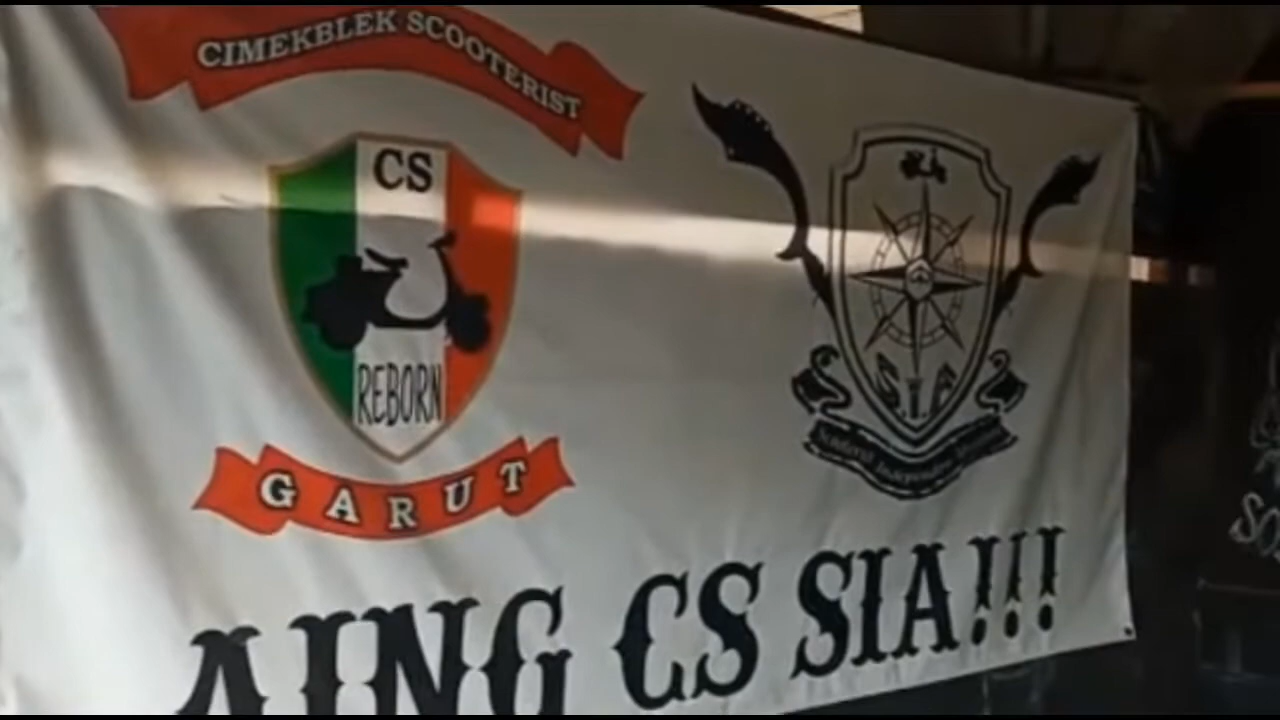 CIMEKBLEK SCOOTERIST
CS
REBORN
GARUT
AING CS SIA!!!